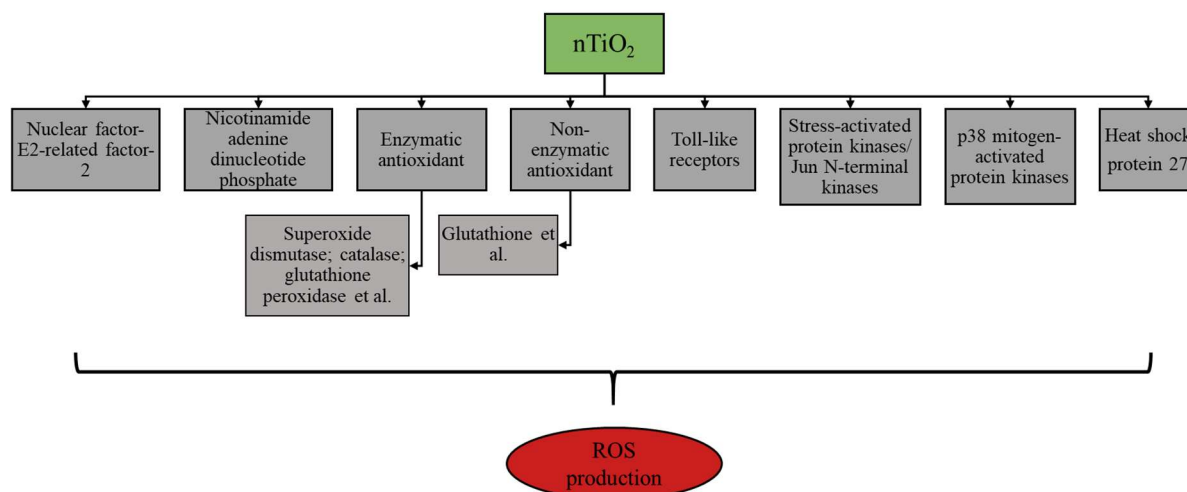 nTiO₂
Nuclear factor-
E2-related factor-
2
Nicotinamide
adenine
dinucleotide
phosphate
Enzymatic
antioxidant
Non-
enzymatic
antioxidant
Toll-like
receptors
Stress-activated
protein kinases/
Jun N-terminal
kinases
p38 mitogen-
activated
protein kinases
Heat shock
protein 27
Superoxide
dismutase; catalase;
glutathione
peroxidase et al.
Glutathione et
al.
ROS
production